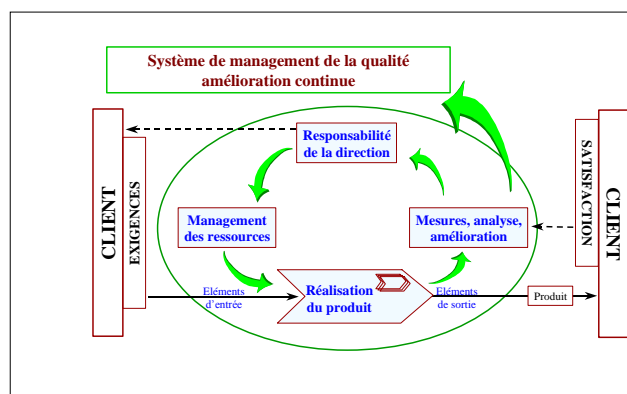 Système de management de la qualité
amélioration continue
Responsabilité
de la direction
CLIENT
EXIGENCES
Management
des ressources
Mesures, analyse,
amélioration
SATISFACTION
CLIENT
Eléments
d'entrée
Réalisation
du produit
Eléments
de sortie
Produit